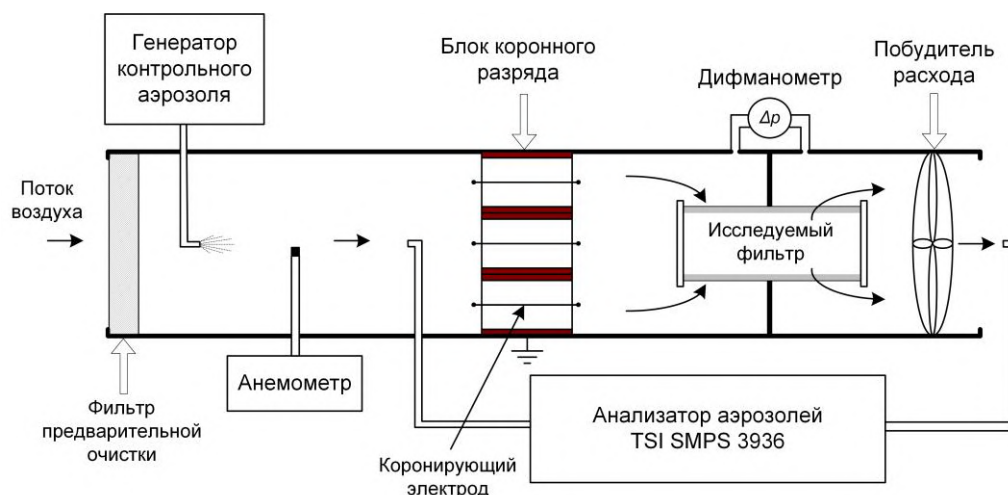 Генератор
контрольного
аэрозоля
Блок коронного
разряда
Дифманометр
Побудитель
расхода
Δp
Поток
воздуха
Исследуемый
фильтр
Анемометр
Фильтр
предварительной
очистки
Коронирующий
электрод
Анализатор аэрозолей
TSI SMPS 3936